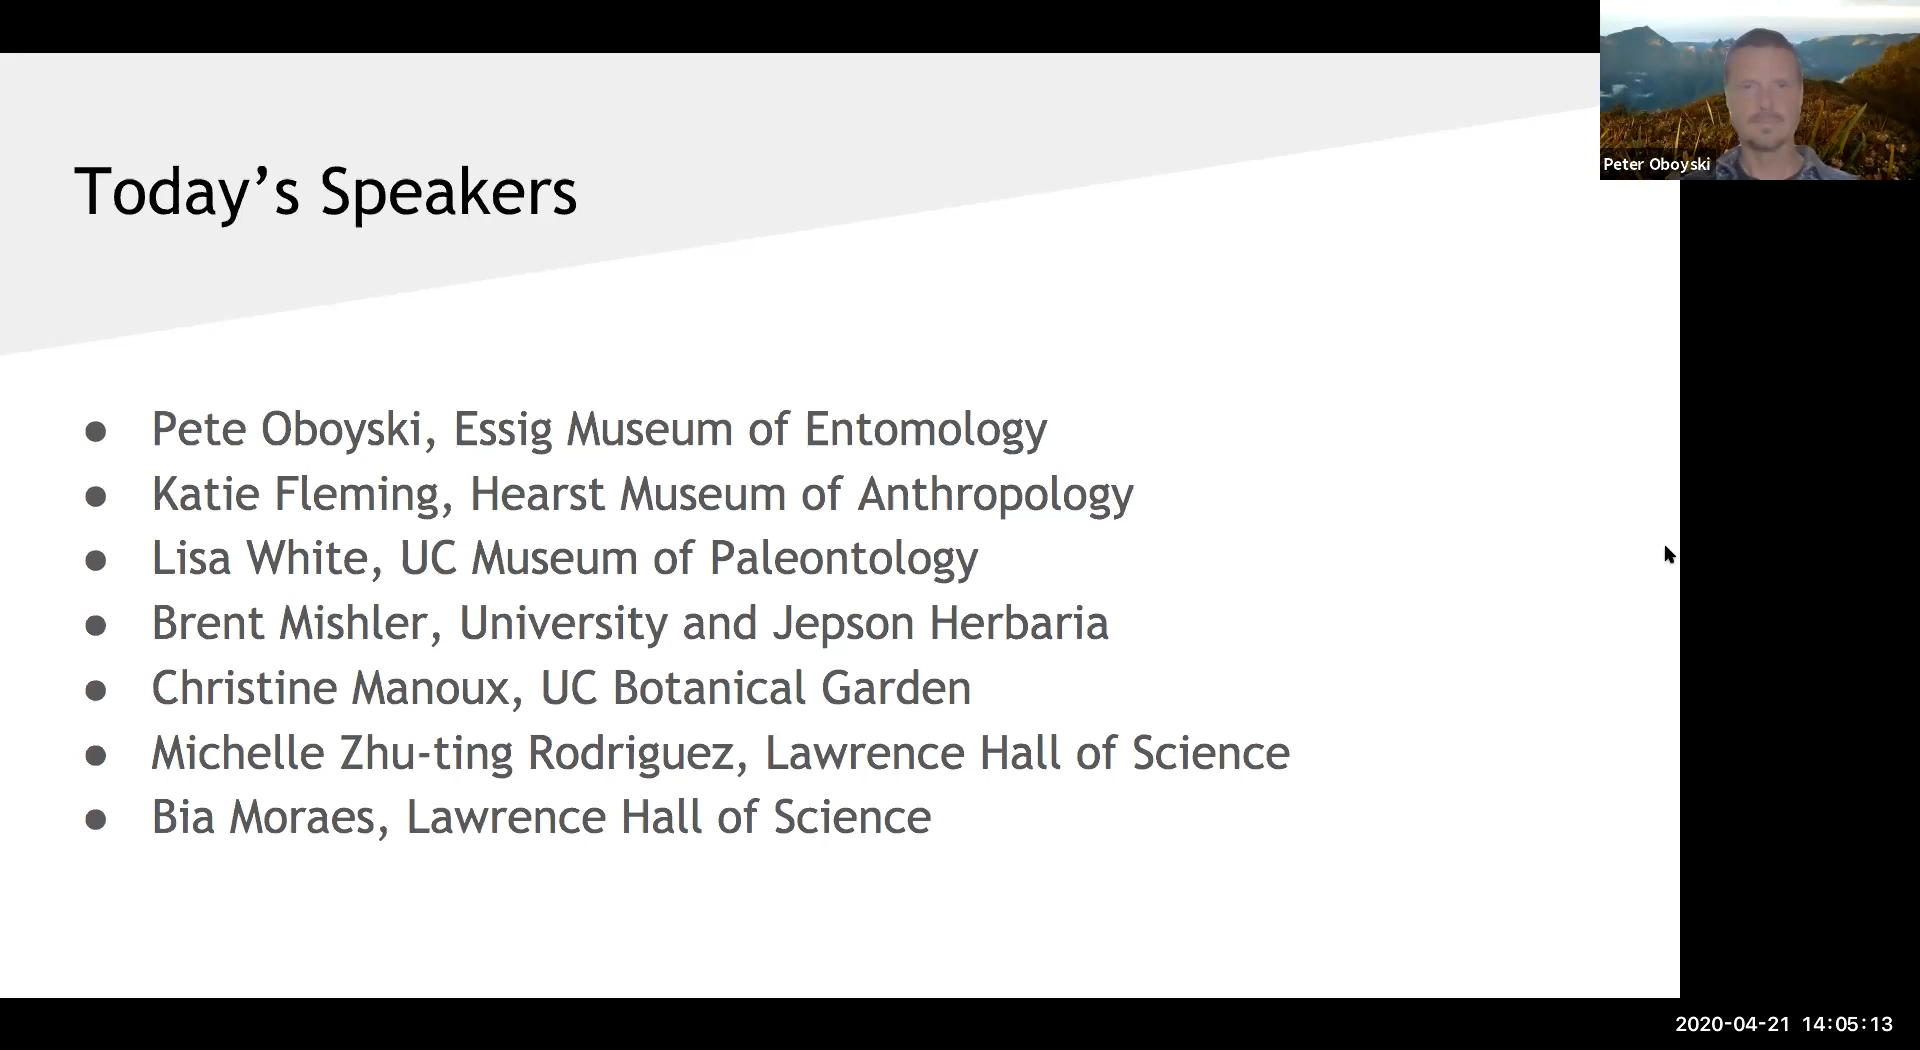 Today’s Speakers
Peter Oboyski
● Pete Oboyski, Essig Museum of Entomology
● Katie Fleming, Hearst Museum of Anthropology
● Lisa White, UC Museum of Paleontology
● Brent Mishler, University and Jepson Herbaria
● Christine Manoux, UC Botanical Garden
● Michelle Zhu-ting Rodriguez, Lawrence Hall of Science
● Bia Moraes, Lawrence Hall of Science
2020-04-21 14:05:13